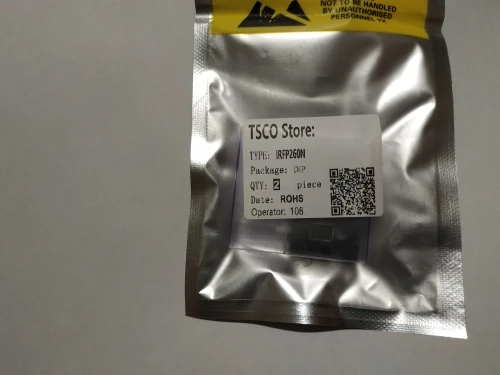 NOT TO BE HANDLED
BY UNAUTHORISED
PERSONNEL
TSCO Store:
TYPE: IRFP260N
Package: DIP
QTY: 2 piece
Date: ROHS
Operator: 106